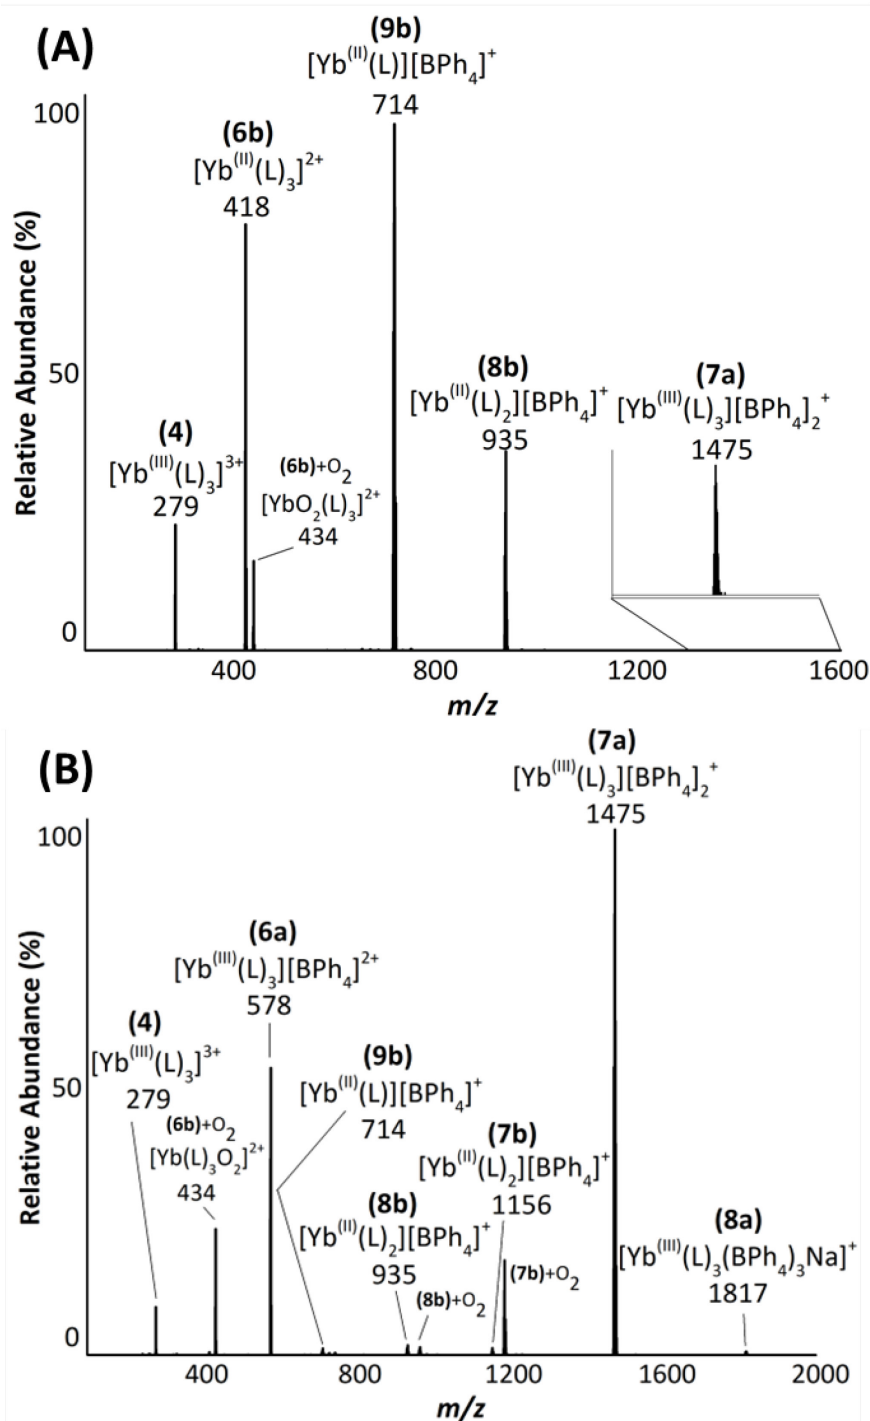 (A)
(9b)
[Yb(II)(L)][BPh4]+
714
100
(6b)
[Yb(II)(L)3]2+
418
50
(8b)
[Yb(II)(L)2][BPh4]+
935
(7a)
[Yb(III)(L)3][BPh4]2+
1475
(4)
[Yb(III)(L)3]3+
279
(6b)+O2
[YbO2(L)3]2+
434
0
Relative Abundance (%)
400 800 1200 1600
m/z
(B)
(7a)
[Yb(III)(L)3][BPh4]2+
1475
100
(6a)
[Yb(III)(L)3][BPh4]2+
578
(4)
[Yb(III)(L)3]3+
279
50
(9b)
[Yb(II)(L)][BPh4]+
714
(6b)+O2
[Yb(L)3O2]2+
434
(7b)
[Yb(II)(L)2][BPh4]+
1156
(8b)
[Yb(II)(L)2][BPh4]+
935
(8b)+O2
(7b)+O2
(8a)
[Yb(III)(L)3(BPh4)3Na]+
1817
0
Relative Abundance (%)
400 800 1200 1600 2000
m/z